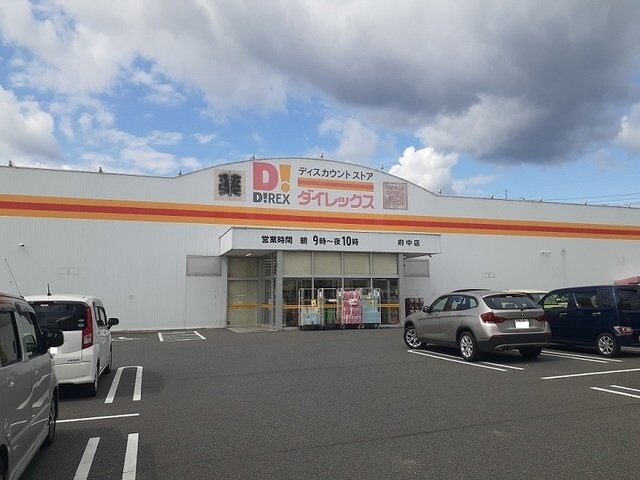 薬
D!
D!REX
ディスカウントストア
ダイレックス
営業時間 朝 9時～夜10時
府中店